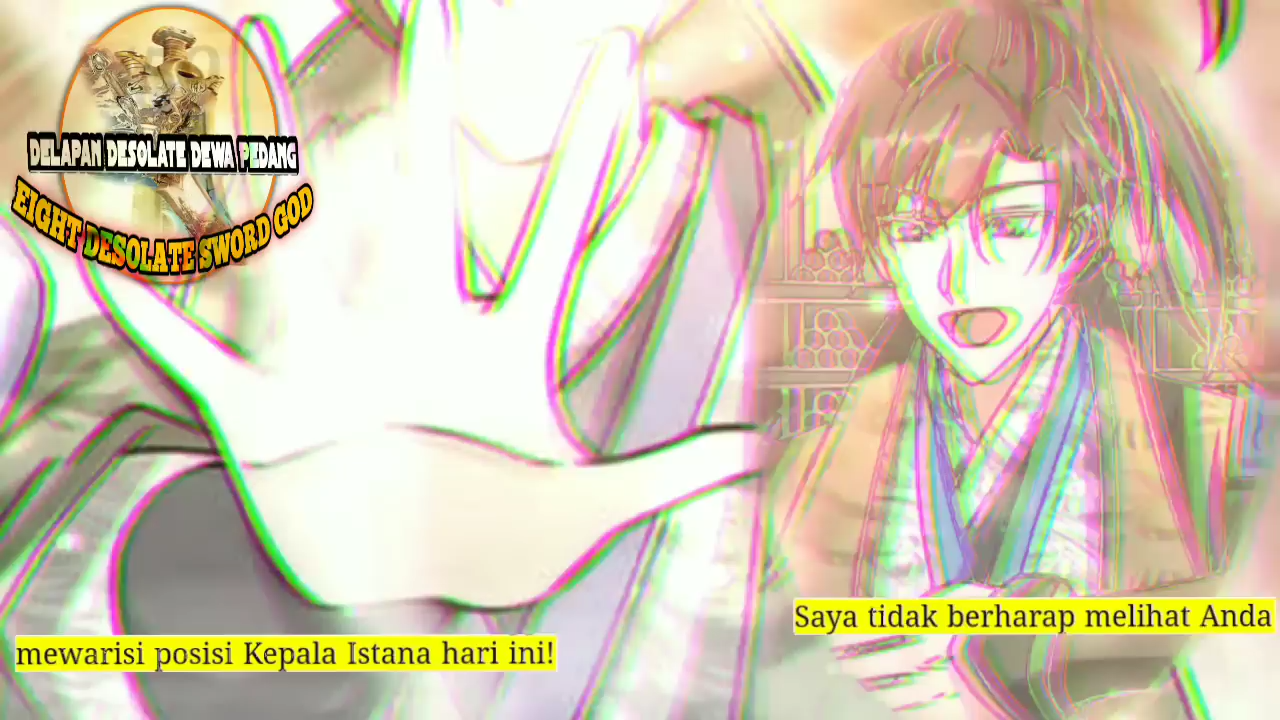 DELAPAN DESOLATE DEWA PEDANG
EIGHT DESOLATE SWORD GOD
Saya tidak berharap melihat Anda
mewarisi posisi Kepala Istana hari ini!